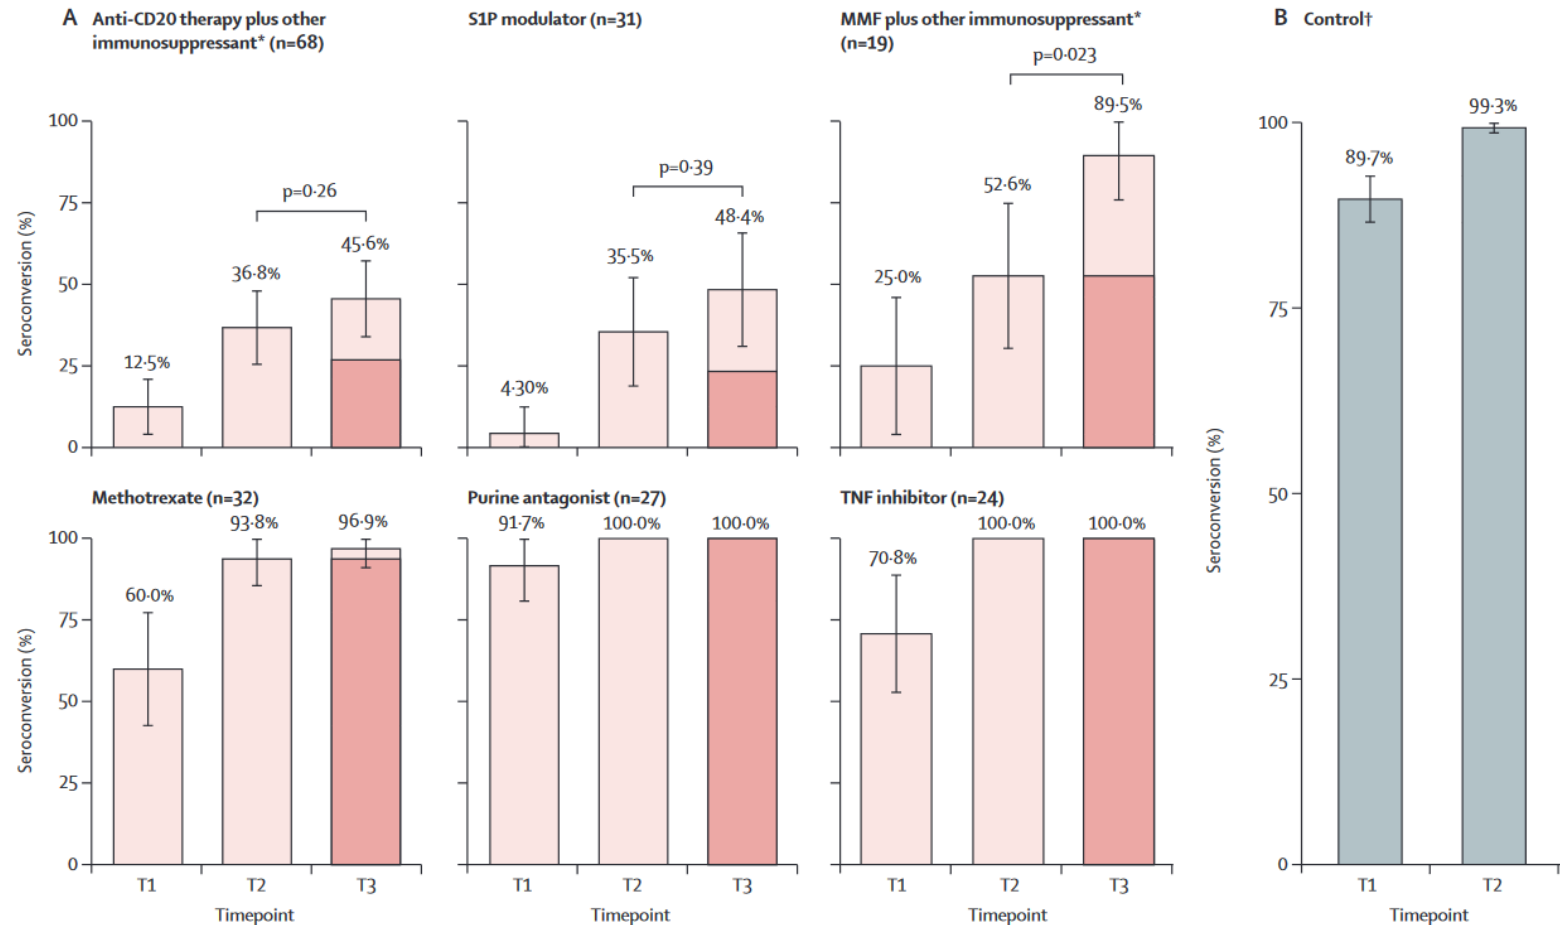 A Anti-CD20 therapy plus other
immunosuppressant* (n=68)
Seroconversion (%)
100
75
50
25
0
12·5%
36·8%
45·6%
p=0·26
S1P modulator (n=31)
4·30%
35·5%
48·4%
p=0·39
MMF plus other immunosuppressant*
(n=19)
25·0%
52·6%
89·5%
p=0·023
Methotrexate (n=32)
Seroconversion (%)
100
75
50
25
0
60·0%
93·8%
96·9%
T1 T2 T3
Timepoint
Purine antagonist (n=27)
91·7%
100·0%
100·0%
T1 T2 T3
Timepoint
TNF inhibitor (n=24)
70·8%
100·0%
100·0%
T1 T2 T3
Timepoint
B Control†
Seroconversion (%)
100
75
50
25
0
89·7%
99·3%
T1 T2
Timepoint